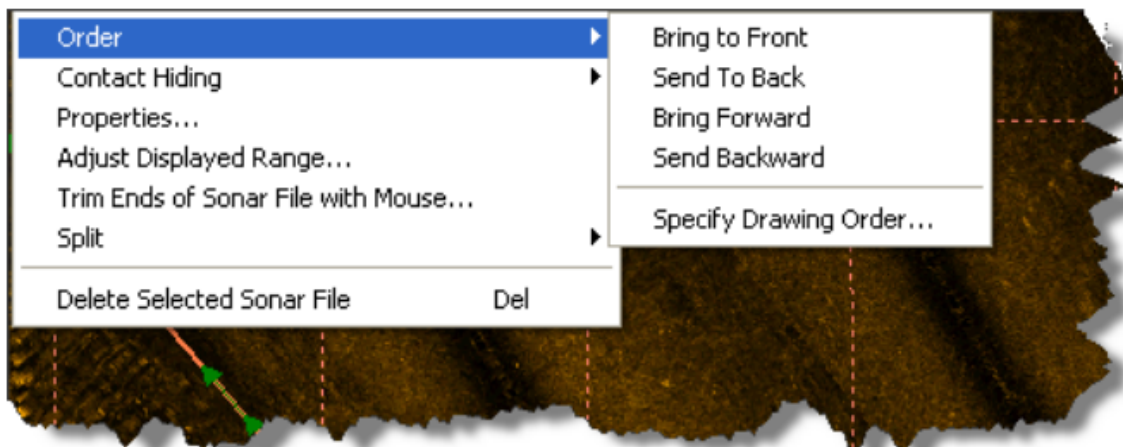 Order
Contact Hiding
Properties...
Adjust Displayed Range...
Trim Ends of Sonar File with Mouse...
Split
Delete Selected Sonar File Del
Bring to Front
Send To Back
Bring Forward
Send Backward
Specify Drawing Order...